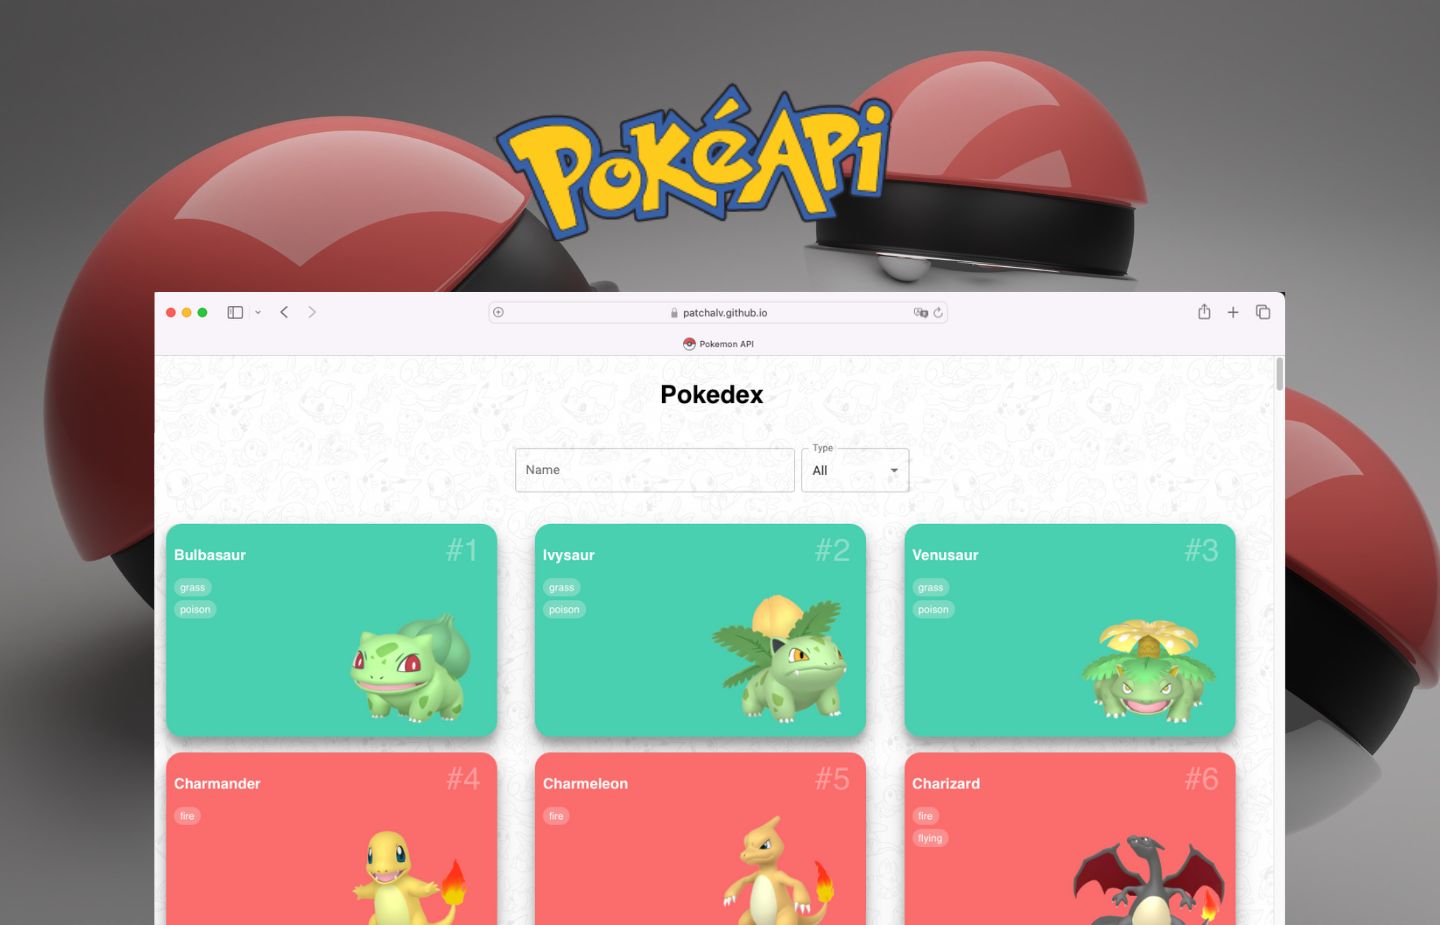 PokéApi
patchalv.github.io
Pokemon API
Pokedex
Type
Name
All
Bulbasaur
#1
grass
poison
Ivysaur
#2
grass
poison
Venusaur
#3
grass
poison
Charmander
#4
fire
Charmeleon
#5
fire
Charizard
#6
fire
flying